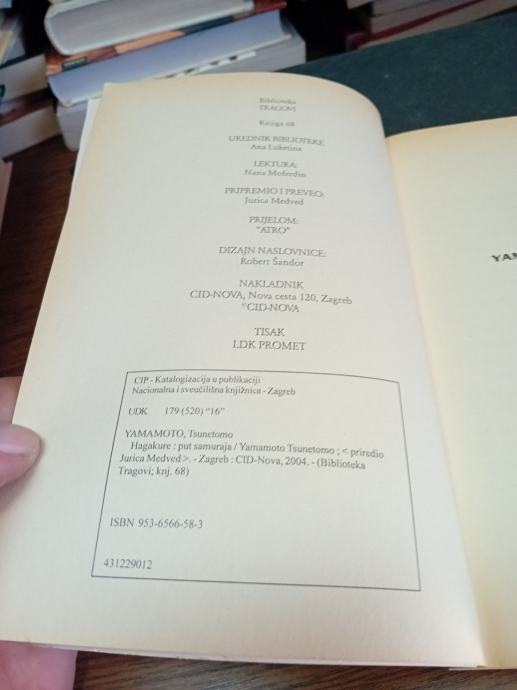 Biblioteka
TRAGOVI
Knjiga 68
UREDNIK BIBLIOTEKE
Ana Luketina
LEKTURA:
Nana Moferdin
PRIPREMIO I PREVEO:
Jurica Medved
PRIJELOM:
"ATRO"
DIZAJN NASLOVNICE:
Robert Šandor
NAKLADNIK
CID-NOVA, Nova cesta 120, Zagreb
©CID-NOVA
TISAK
LDK PROMET
CIP - Katalogizacija u publikaciji
Nacionalna i sveučilišna knjižnica - Zagreb
UDK 179 (520) "16"
YAMAMOTO, Tsunetomo
Hagakure : put samuraja / Yamamoto Tsunetomo ; < priredio
Jurica Medved >. - Zagreb : CID-Nova, 2004. - (Biblioteka
Tragovi; knj. 68)
ISBN 953-6566-58-3
431229012
YAM